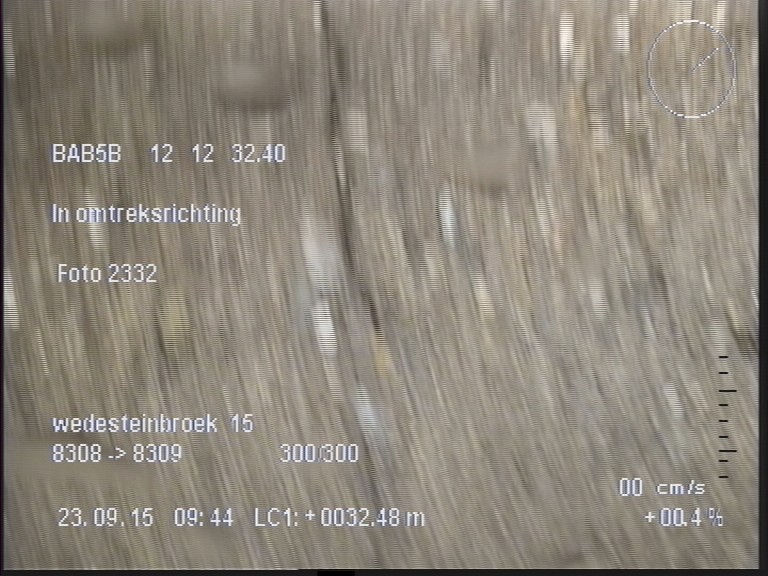 BAB5B 12 12 32.40
In omtreksrichting
Foto 2332
wedesteinbroek 15
8308 -> 8309 300/300
00 cm/s
23.09.15 09:44 LC1:+0032.48 m +00.4 %